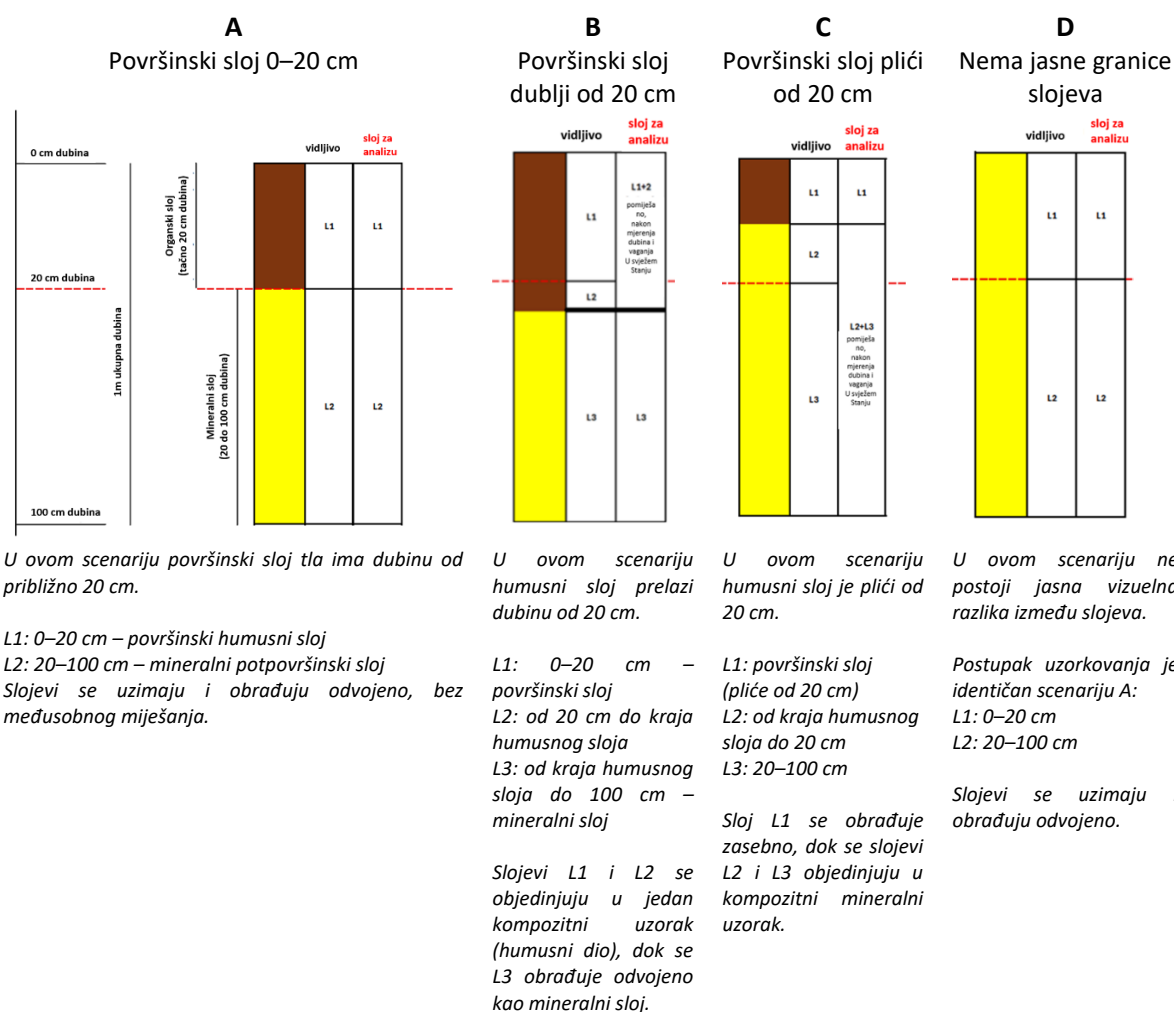 A
Površinski sloj 0–20 cm
0 cm dubina
20 cm dubina
100 cm dubina
1m ukupna dubina
Organski sloj
(tačno 20 cm dubina)
Mineralni sloj
(20 do 100 cm dubina)
vidljivo
sloj za
analizu
L1
L1
L2
L2
U ovom scenariju površinski sloj tla ima dubinu od
približno 20 cm.
L1: 0–20 cm – površinski humusni sloj
L2: 20–100 cm – mineralni potpovršinski sloj
Slojevi se uzimaju i obrađuju odvojeno, bez
međusobnog miješanja.
B
Površinski sloj
dublji od 20 cm
vidljivo
sloj za
analizu
L1
L1+2
pomiješa
no,
nakon
mjerenja
dubina i
vaganja
U svježem
Stanju
L2
L3
L3
U ovom scenariju
humusni sloj prelazi
dubinu od 20 cm.
L1: 0–20 cm –
površinski sloj
L2: od 20 cm do kraja
humusnog sloja
L3: od kraja humusnog
sloja do 100 cm –
mineralni sloj
Slojevi L1 i L2 se
objedinjuju u jedan
kompozitni uzorak
(humusni dio), dok se
L3 obrađuje odvojeno
kao mineralni sloj.
C
Površinski sloj plići
od 20 cm
vidljivo
sloj za
analizu
L1
L1
L2
L3
L2+L3
pomiješa
no,
nakon
mjerenja
dubina i
vaganja
U svježem
Stanju
U ovom scenariju
humusni sloj je plići od
20 cm.
L1: površinski sloj
(pliće od 20 cm)
L2: od kraja humusnog
sloja do 20 cm
L3: 20–100 cm
Sloj L1 se obrađuje
zasebno, dok se slojevi
L2 i L3 objedinjuju u
kompozitni mineralni
uzorak.
D
Nema jasne granice
slojeva
vidljivo
sloj za
analizu
L1
L1
L2
L2
U ovom scenariju ne
postoji jasna vizuelna
razlika između slojeva.
Postupak uzorkovanja je
identičan scenariju A:
L1: 0–20 cm
L2: 20–100 cm
Slojevi se uzimaju
obrađuju odvojeno.